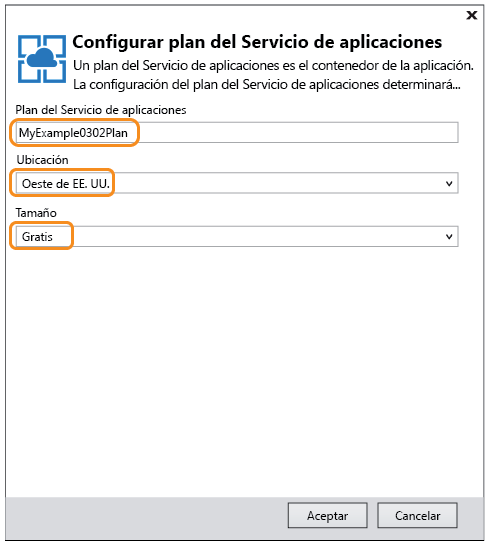 Configurar plan del Servicio de aplicaciones
Un plan del Servicio de aplicaciones es el contenedor de la aplicación.
La configuración del plan del Servicio de aplicaciones determinará...
Plan del Servicio de aplicaciones
MyExample0302Plan
Ubicación
Oeste de EE. UU.
Tamaño
Gratis
Aceptar Cancelar